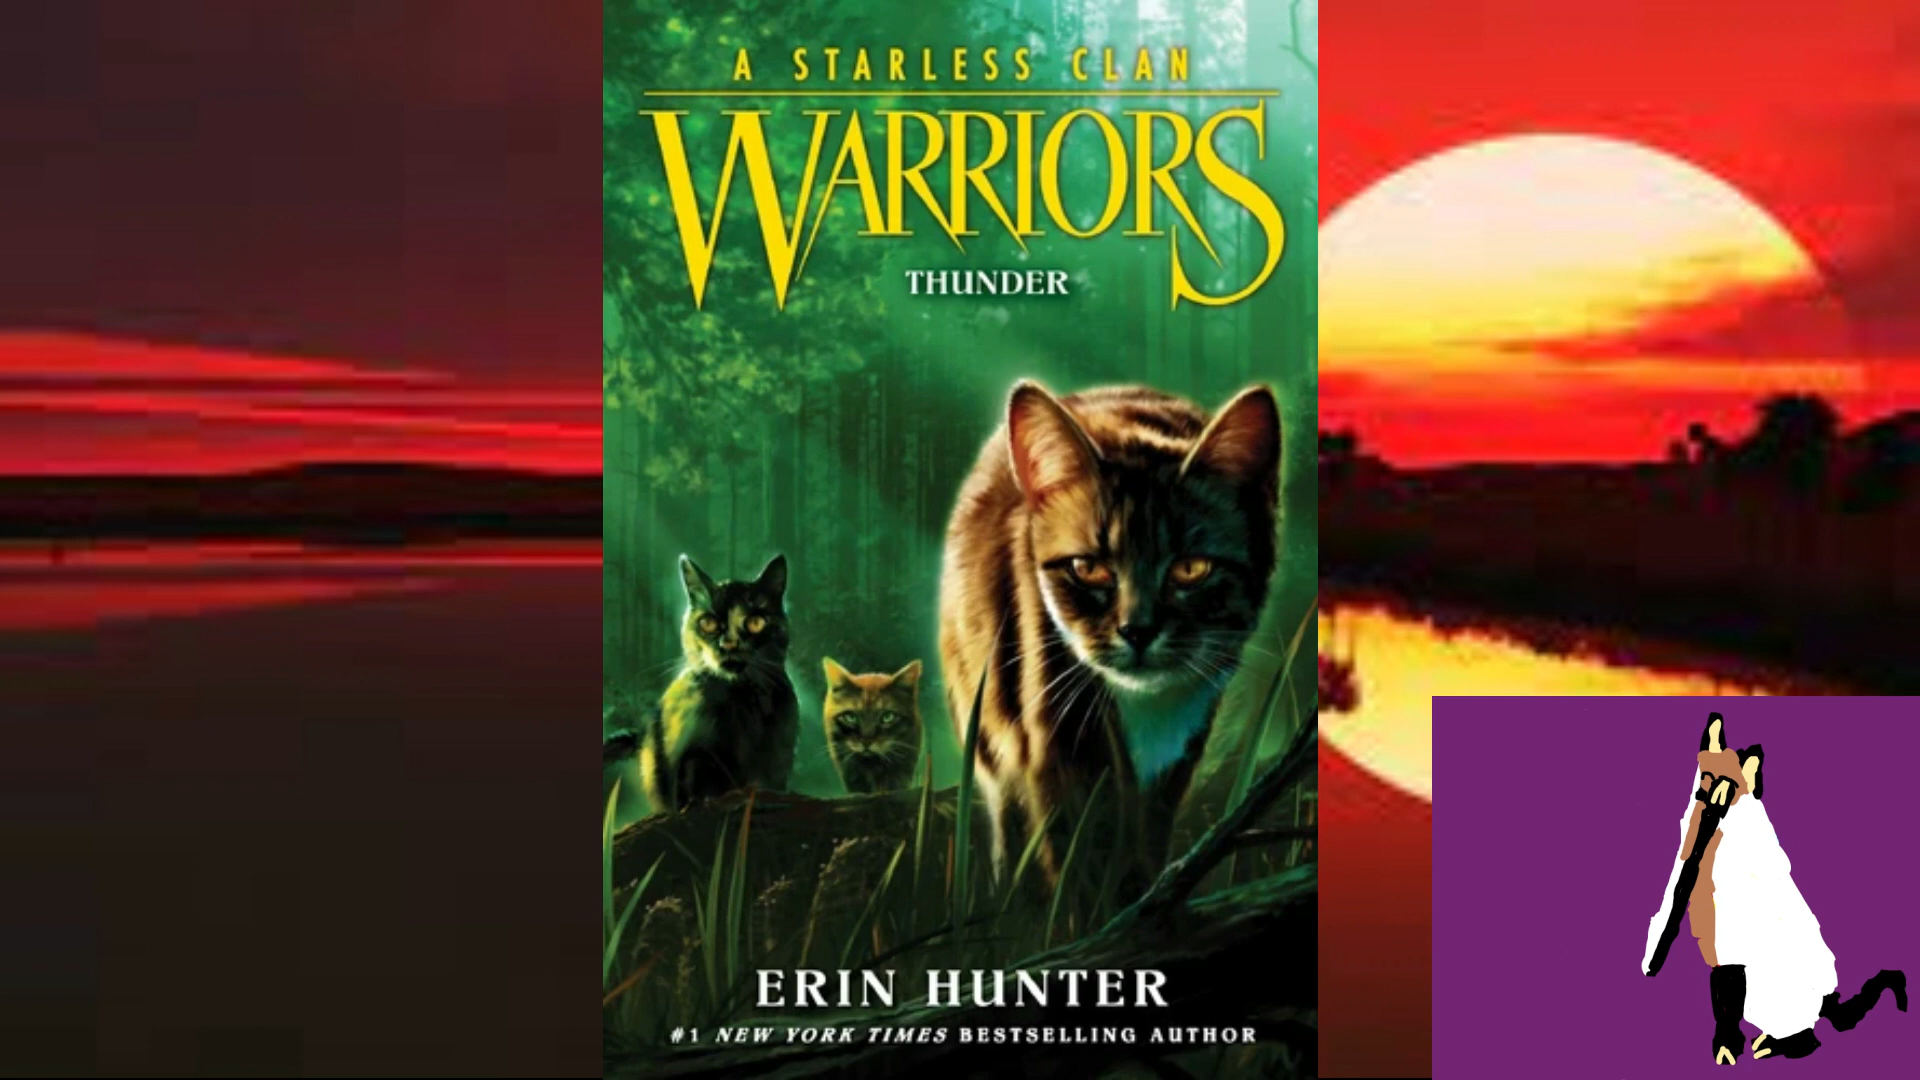 A STARLESS CLAN
WARRIORS
THUNDER
ERIN HUNTER
#1 NEW YORK TIMES BESTSELLING AUTHOR